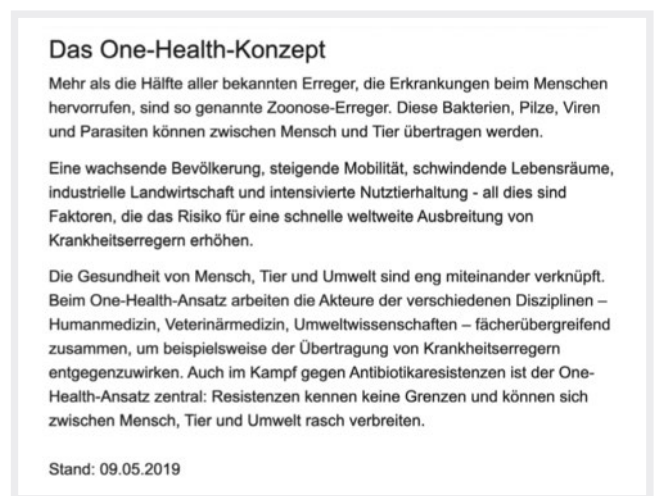 Das One-Health-Konzept
Mehr als die Hälfte aller bekannten Erreger, die Erkrankungen beim Menschen
hervorrufen, sind so genannte Zoonose-Erreger. Diese Bakterien, Pilze, Viren
und Parasiten können zwischen Mensch und Tier übertragen werden.
Eine wachsende Bevölkerung, steigende Mobilität, schwindende Lebensräume,
industrielle Landwirtschaft und intensivierte Nutztierhaltung - all dies sind
Faktoren, die das Risiko für eine schnelle weltweite Ausbreitung von
Krankheitserregern erhöhen.
Die Gesundheit von Mensch, Tier und Umwelt sind eng miteinander verknüpft.
Beim One-Health-Ansatz arbeiten die Akteure der verschiedenen Disziplinen –
Humanmedizin, Veterinärmedizin, Umweltwissenschaften – fächerübergreifend
zusammen, um beispielsweise der Übertragung von Krankheitserregern
entgegenzuwirken. Auch im Kampf gegen Antibiotikaresistenzen ist der One-
Health-Ansatz zentral: Resistenzen kennen keine Grenzen und können sich
zwischen Mensch, Tier und Umwelt rasch verbreiten.
Stand: 09.05.2019